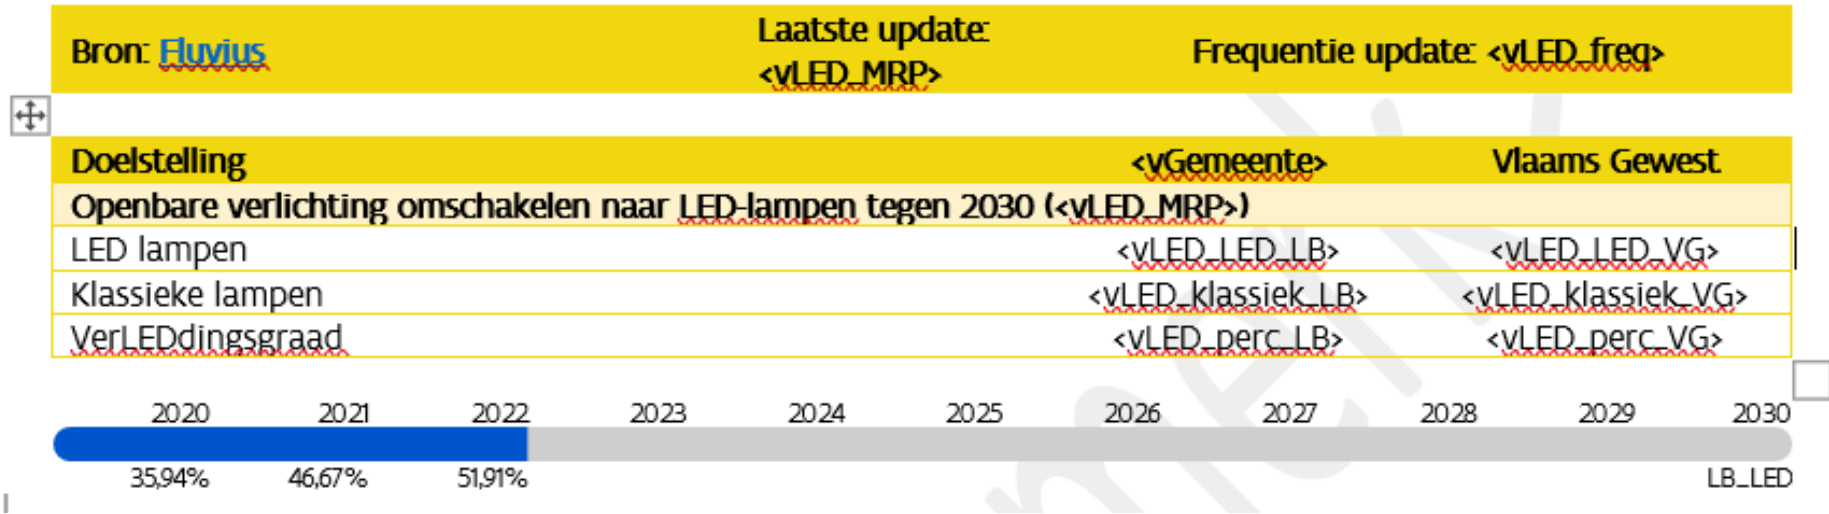 Bron: Fluvius
Laatste update:
<vLED_MRP>
Frequentie update: <vLED_freq>
Doelstelling <vGemeente> Vlaams Gewest
Openbare verlichting omschakelen naar LED-lampen tegen 2030 (<vLED_MRP>)
LED lampen <vLED_LED_LB> <vLED_LED_VG>
Klassieke lampen <vLED_klassiek_LB> <vLED_klassiek_VG>
VerLEDdingsgraad <vLED_perc_LB> <vLED_perc_VG>
2020 2021 2022 2023 2024 2025 2026 2027 2028 2029 2030
35,94% 46,67% 51,91% LB_LED